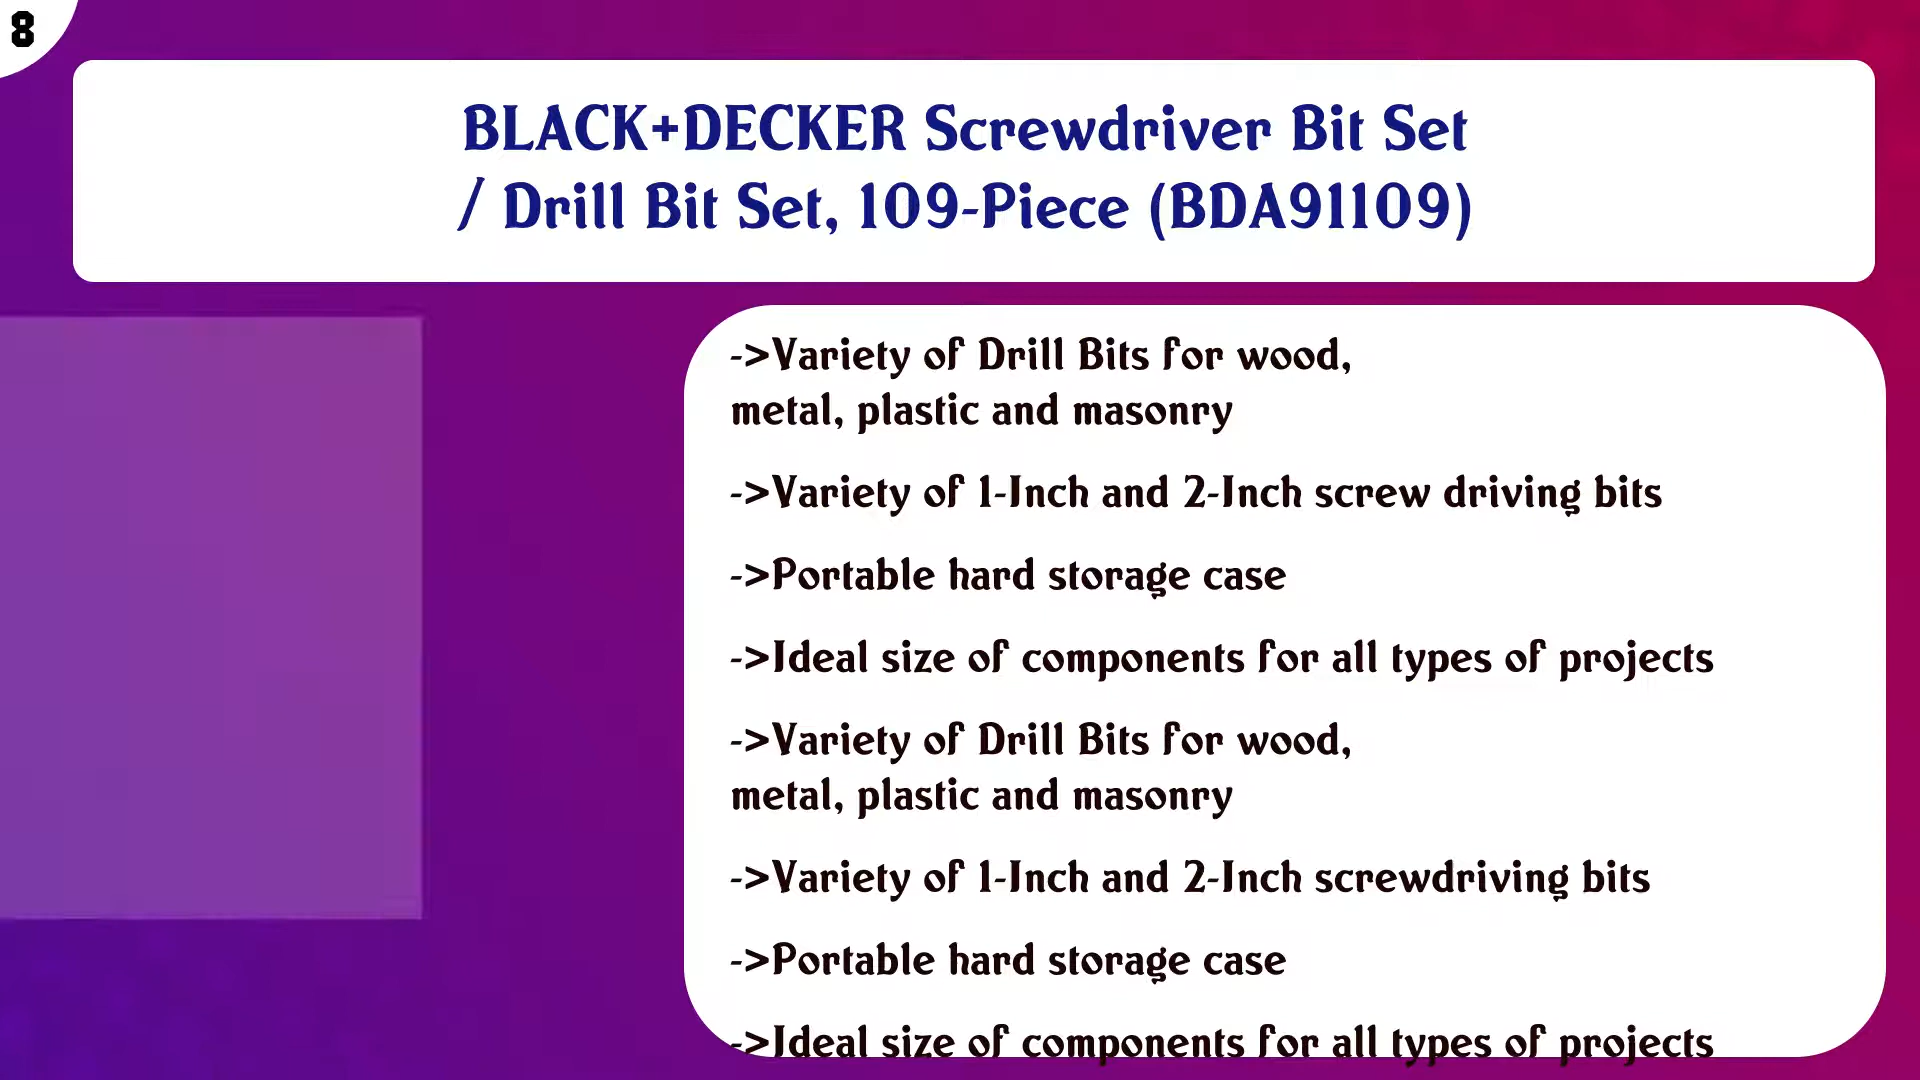 8
BLACK+DECKER Screwdriver Bit Set
/ Drill Bit Set, 109-Piece (BDA91109)
->Variety of Drill Bits for wood,
metal, plastic and masonry
->Variety of 1-Inch and 2-Inch screw driving bits
->Portable hard storage case
->Ideal size of components for all types of projects
->Variety of Drill Bits for wood,
metal, plastic and masonry
->Variety of 1-Inch and 2-Inch screwdriving bits
->Portable hard storage case
->Ideal size of components for all types of projects